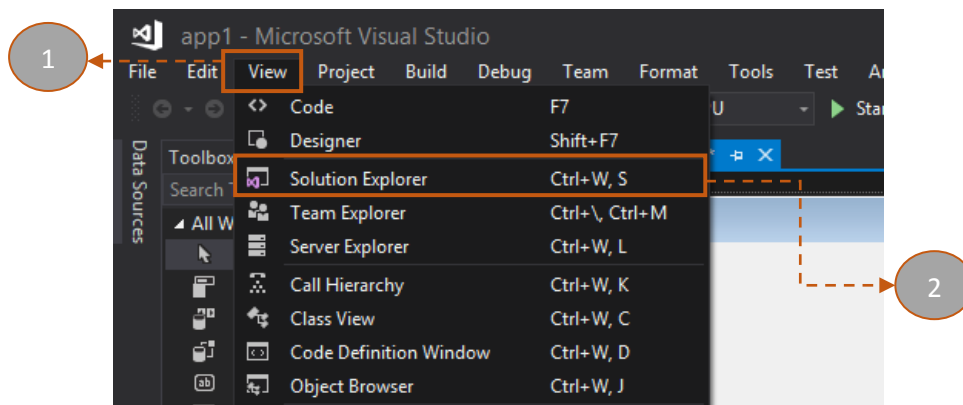 app1 - Microsoft Visual Studio
1
File Edit View Project Build Debug Team Format Tools Test
Code F7 U Star
Data Sources
Designer Shift+F7
Toolbox
Solution Explorer Ctrl+W, S
Search
Team Explorer Ctrl+\, Ctrl+M
All W
Server Explorer Ctrl+W, L
Call Hierarchy Ctrl+W, K
2
Class View Ctrl+W, C
Code Definition Window Ctrl+W, D
ab
Object Browser Ctrl+W, J